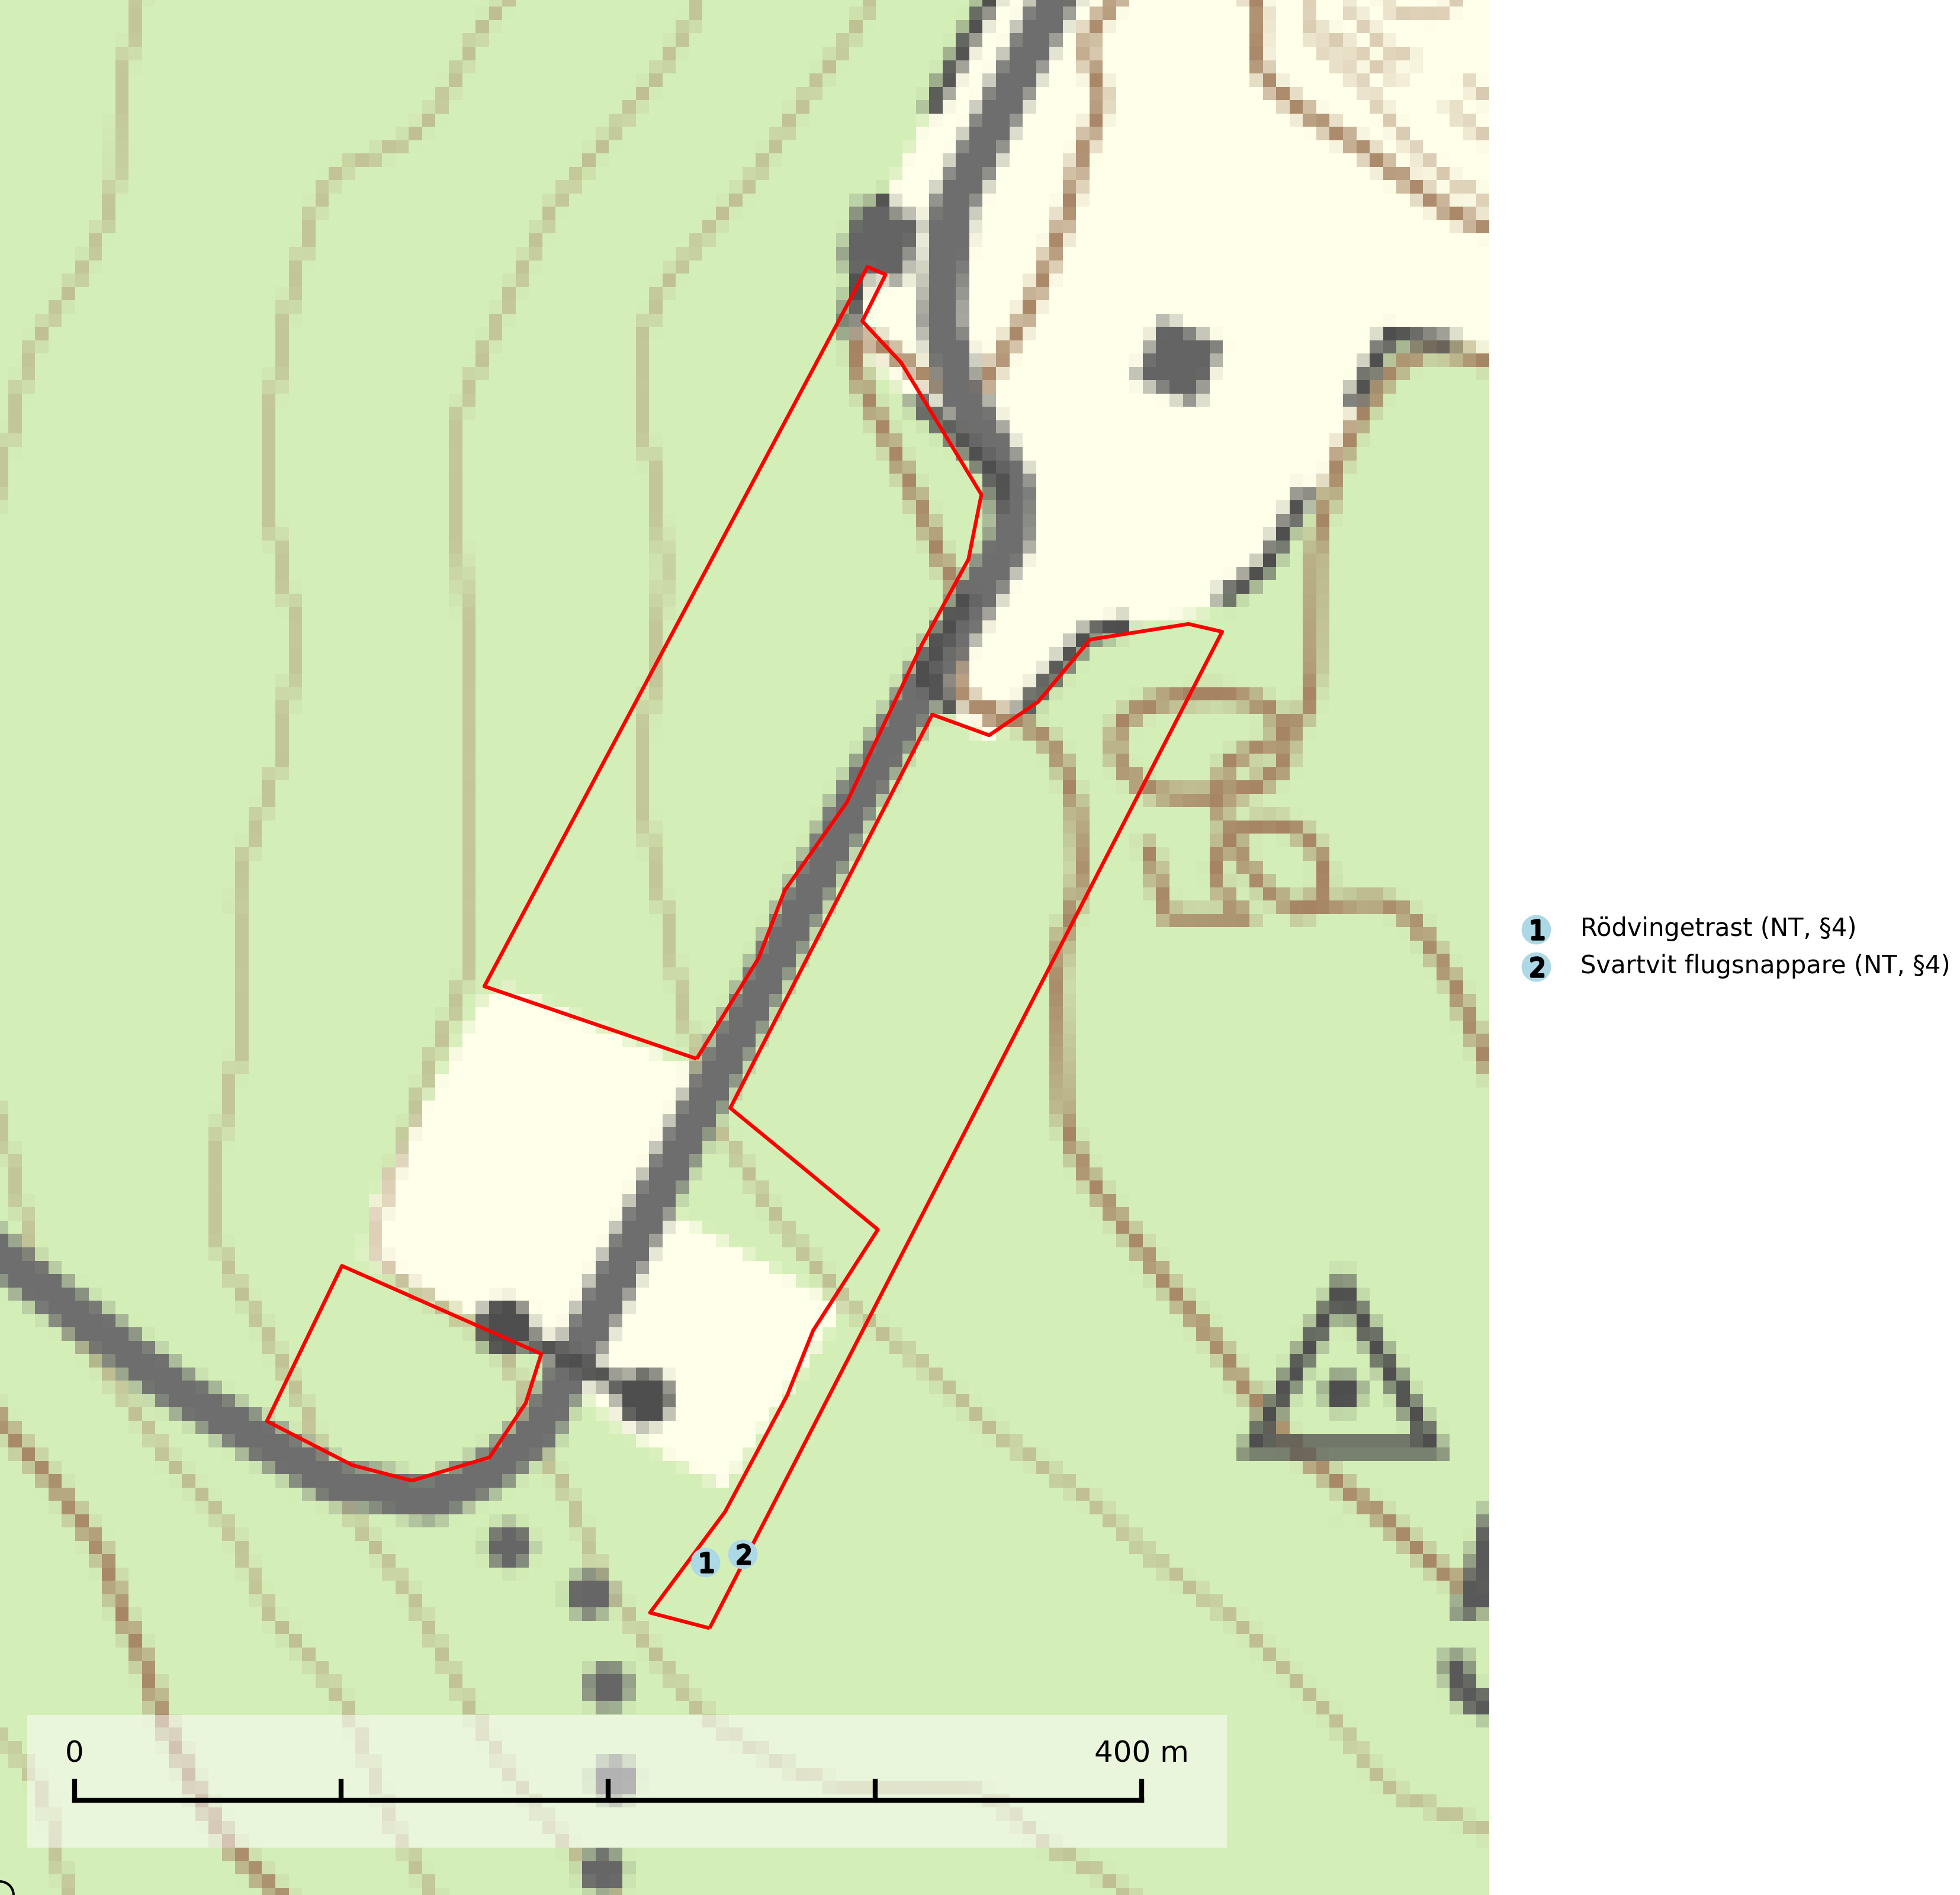 1 Rödvingetrast (NT, §4)
2 Svartvit flugsnappare (NT, §4)
1 2
0 400 m